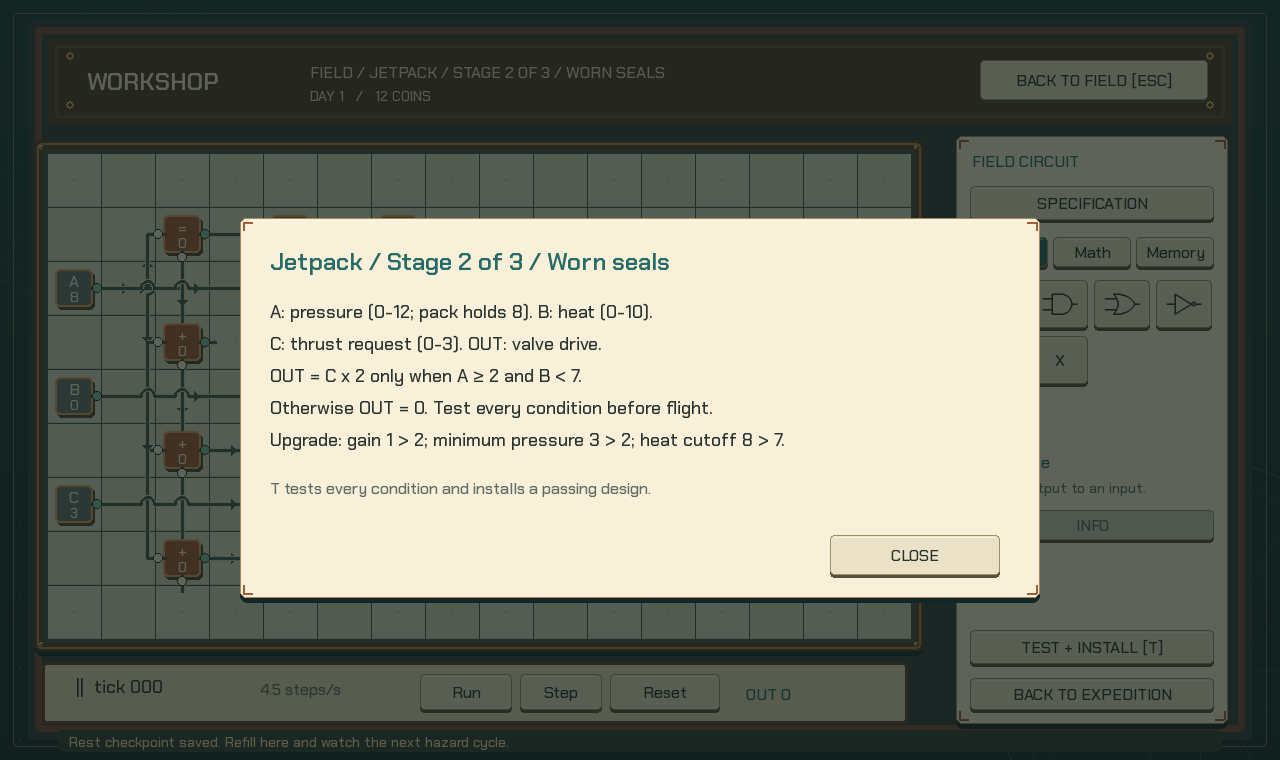 WORKSHOP
FIELD / JETPACK / STAGE 2 OF 3 / WORN SEALS
DAY 1 / 12 COINS
BACK TO FIELD [ESC]
FIELD CIRCUIT
SPECIFICATION
Math
Memory
X
=
0
A
8
+
0
B
0
+
0
C
3
+
0
Jetpack / Stage 2 of 3 / Worn seals
A: pressure (0-12; pack holds 8). B: heat (0-10).
C: thrust request (0-3). OUT: valve drive.
OUT = C x 2 only when A ≥ 2 and B < 7.
Otherwise OUT = 0. Test every condition before flight.
Upgrade: gain 1 > 2; minimum pressure 3 > 2; heat cutoff 8 > 7.
T tests every condition and installs a passing design.
CLOSE
to an input.
INFO
TEST + INSTALL [T]
BACK TO EXPEDITION
tick 000
4.5 steps/s
Run
Step
Reset
OUT 0
Rest checkpoint saved. Refill here and watch the next hazard cycle.